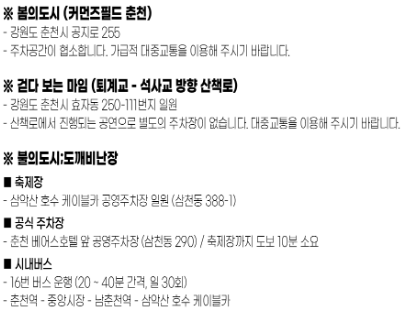 ※ 봄의도시 (커먼즈필드 춘천)
- 강원도 춘천시 공지로 255
- 주차공간이 협소합니다. 가급적 대중교통을 이용해 주시기 바랍니다.
※ 걷다 보는 마임 (퇴계교 - 석사교 방향 산책로)
- 강원도 춘천시 효자동 250-111번지 일원
- 산책로에서 진행되는 공연으로 별도의 주차장이 없습니다. 대중교통을 이용해 주시기 바랍니다.
※ 불의도시:도깨비난장
■ 축제장
- 삼악산 호수 케이블카 공영주차장 일원 (삼천동 388-1)
■ 공식 주차장
- 춘천 베어스호텔 앞 공영주차장 (삼천동 290) / 축제장까지 도보 10분 소요
■ 시내버스
- 16번 버스 운행 (20 ~ 40분 간격, 일 30회)
- 춘천역 - 중앙시장 - 남춘천역 - 삼악산 호수 케이블카